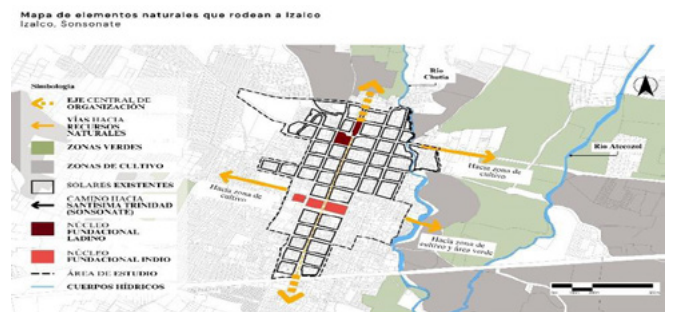 Mapa de elementos naturales que rodean a Izalco
Izalco, Sonsonate
Simbología
EJE CENTRAL DE
ORGANIZACIÓN
VÍAS HACIA
RECURSOS
NATURALES
ZONAS VERDES
ZONAS DE CULTIVO
SOLARES EXISTENTES
CAMINO HACIA
SANTÍSIMA TRINIDAD
(SONSONATE)
NÚCLEO
FUNDACIONAL
LADINO
NÚCLEO
FUNDACIONAL INDIO
ÁREA DE ESTUDIO
CUERPOS HÍDRICOS
Río
Chutía
Río Atecozol
Hacia zona de
cultivo
Hacia zona de
cultivo
Hacia zona de
cultivo y área verde